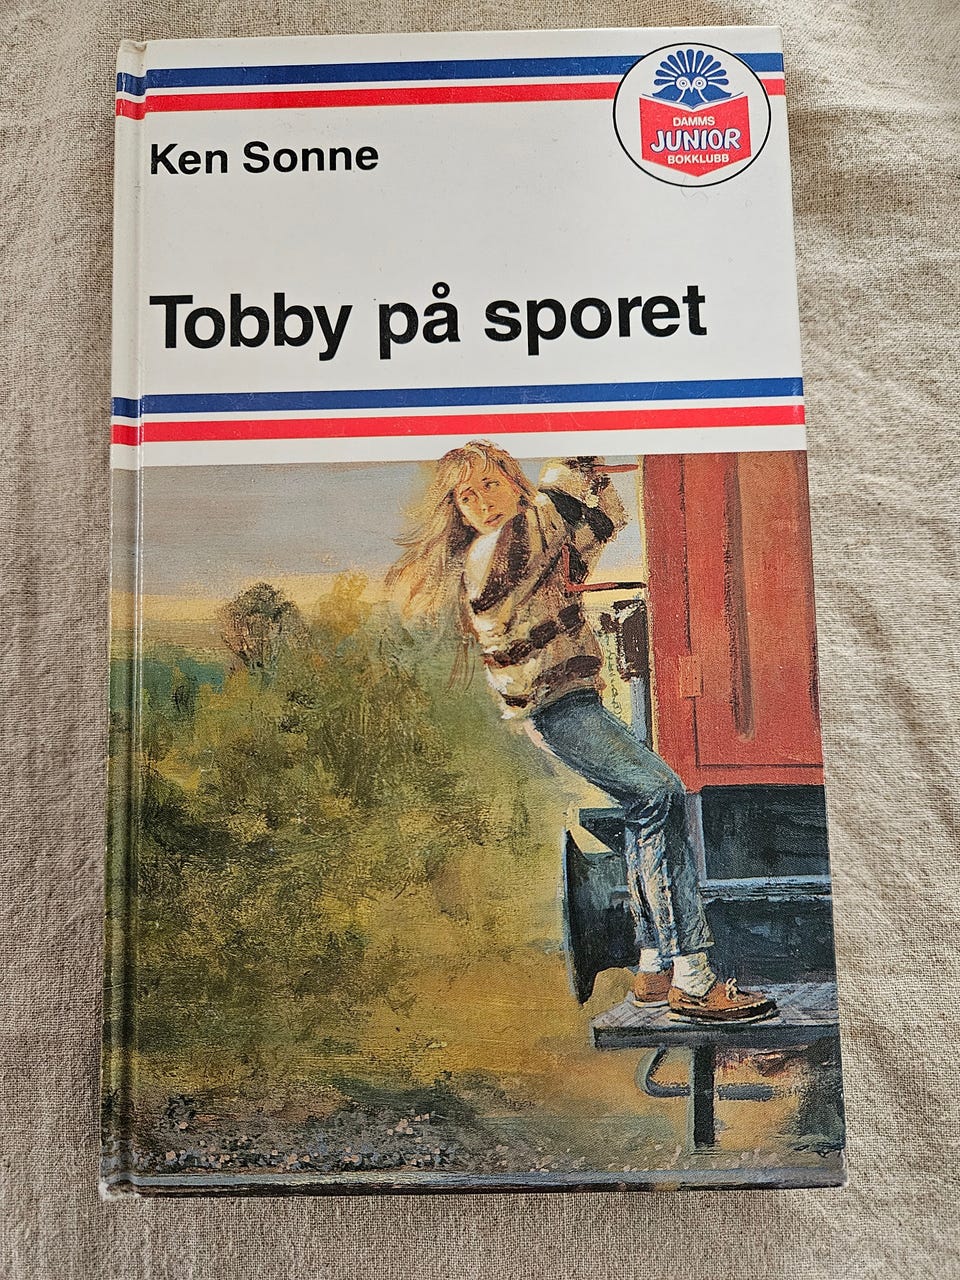 Ken Sonne
DAMMS
JUNIOR
BOKKLUBB
Tobby på sporet